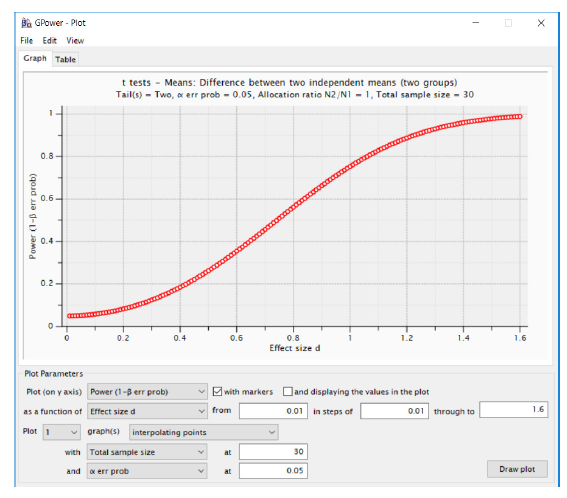 GPower - Plot
File Edit View
Graph Table
t tests – Means: Difference between two independent means (two groups)
Tail(s) = Two, α err prob = 0.05, Allocation ratio N2/N1 = 1, Total sample size = 30
Power (1-β err prob)
1
0.8
0.6
0.4
0.2
0
0 0.2 0.4 0.6 0.8 1 1.2 1.4 1.6
Effect size d
Plot Parameters
Plot (on y axis) Power (1-β err prob) with markers and displaying the values in the plot
as a function of Effect size d from 0.01 in steps of 0.01 through to 1.6
Plot 1 graph(s) interpolating points
with Total sample size at 30
and α err prob at 0.05
Draw plot